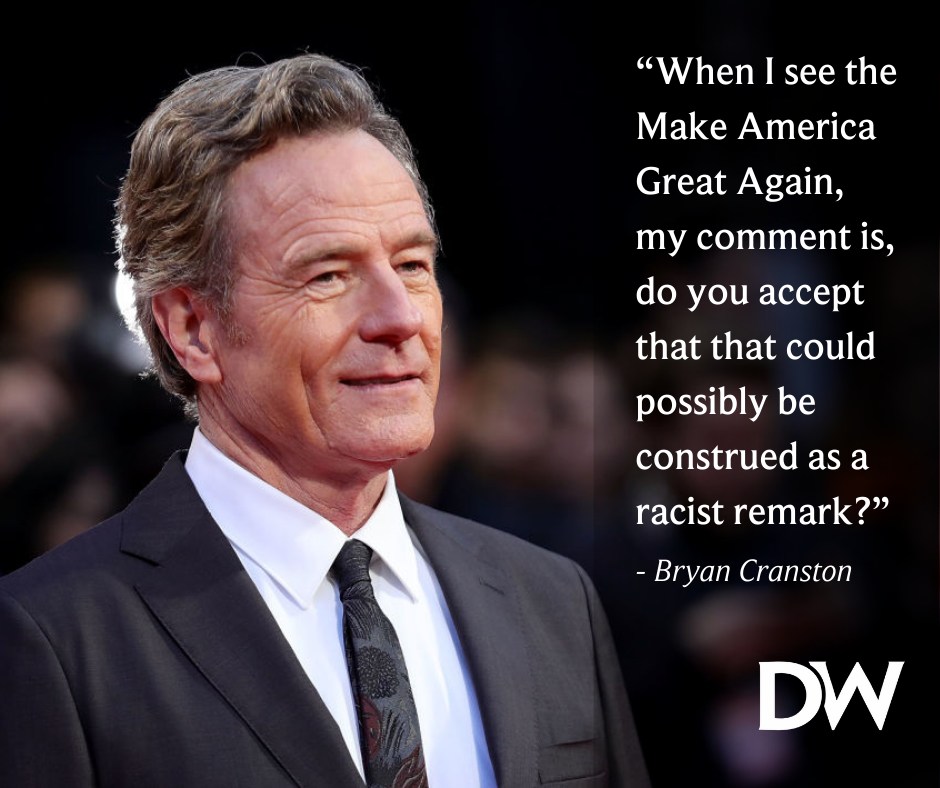 “When I see the
Make America
Great Again,
my comment is,
do you accept
that that could
possibly be
construed as a
racist remark?”
- Bryan Cranston
DW